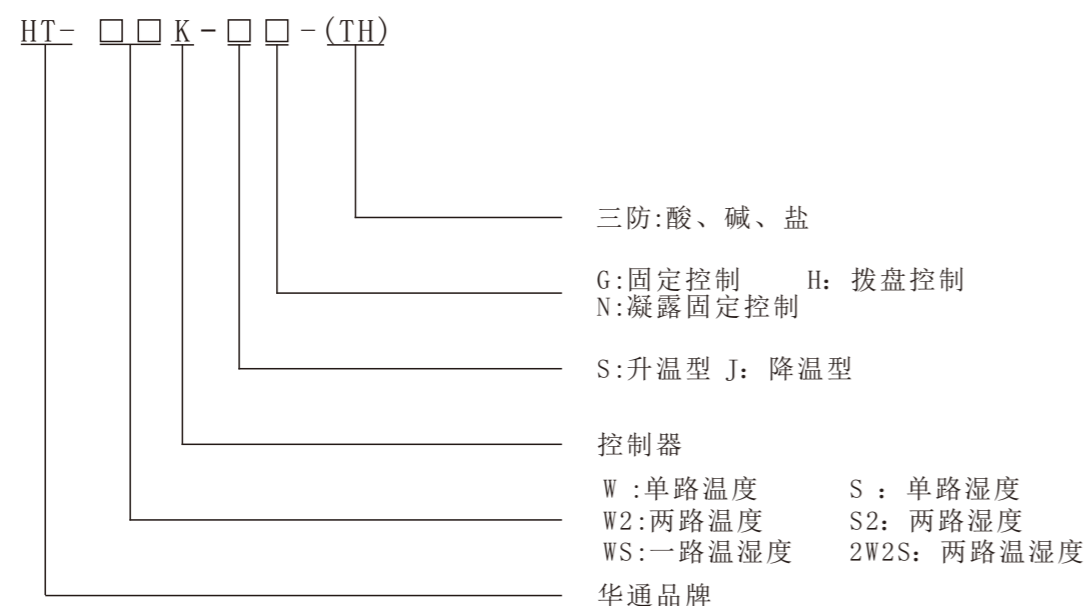 HT- □□K-□□-(TH)
三防:酸、碱、盐
G:固定控制 H：拨盘控制
N:凝露固定控制
S:升温型 J：降温型
控制器
W :单路温度 S ：单路湿度
W2:两路温度 S2：两路湿度
WS:一路温湿度 2W2S：两路温湿度
华通品牌